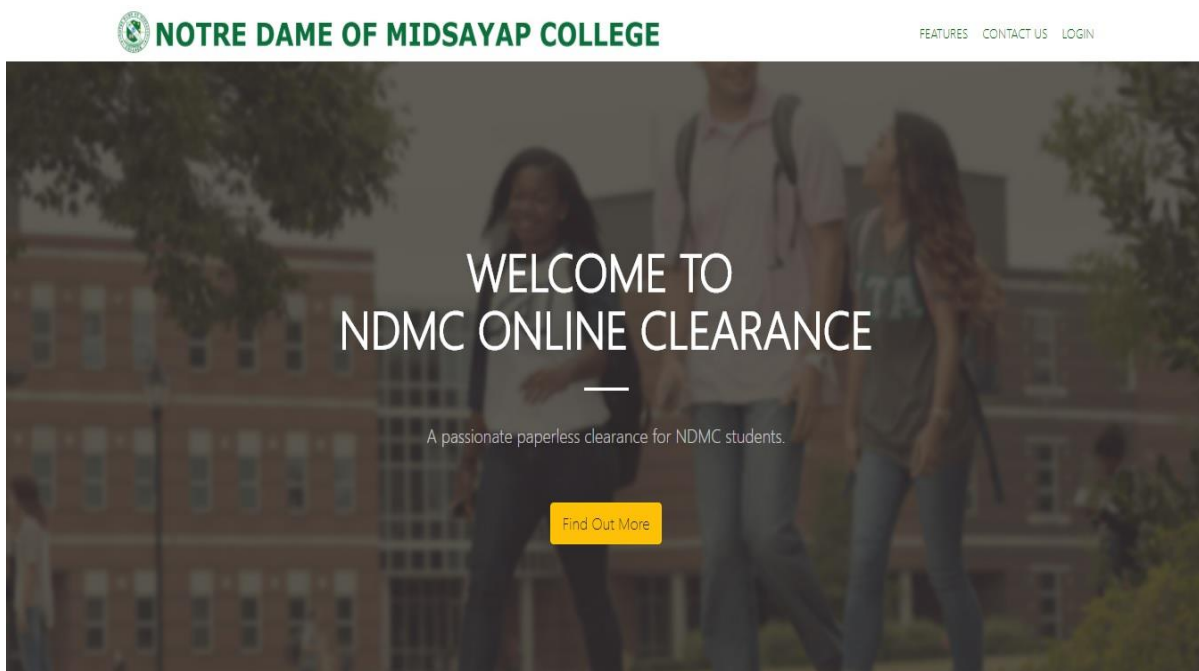 NOTRE DAME OF MIDSAYAP COLLEGE
FEATURES CONTACT US LOGIN
WELCOME TO
NDMC ONLINE CLEARANCE
A passionate paperless clearance for NDMC students.
Find Out More
TA